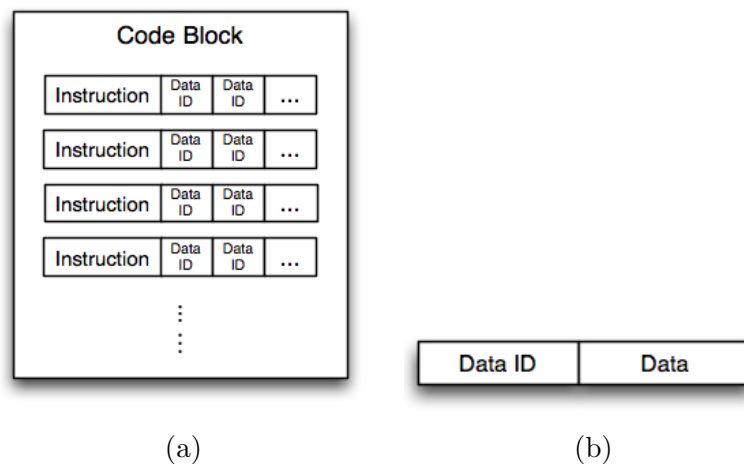 Code Block
Instruction Data ID Data ID ...
Instruction Data ID Data ID ...
Instruction Data ID Data ID ...
Instruction Data ID Data ID ...
Data ID Data
(a) (b)